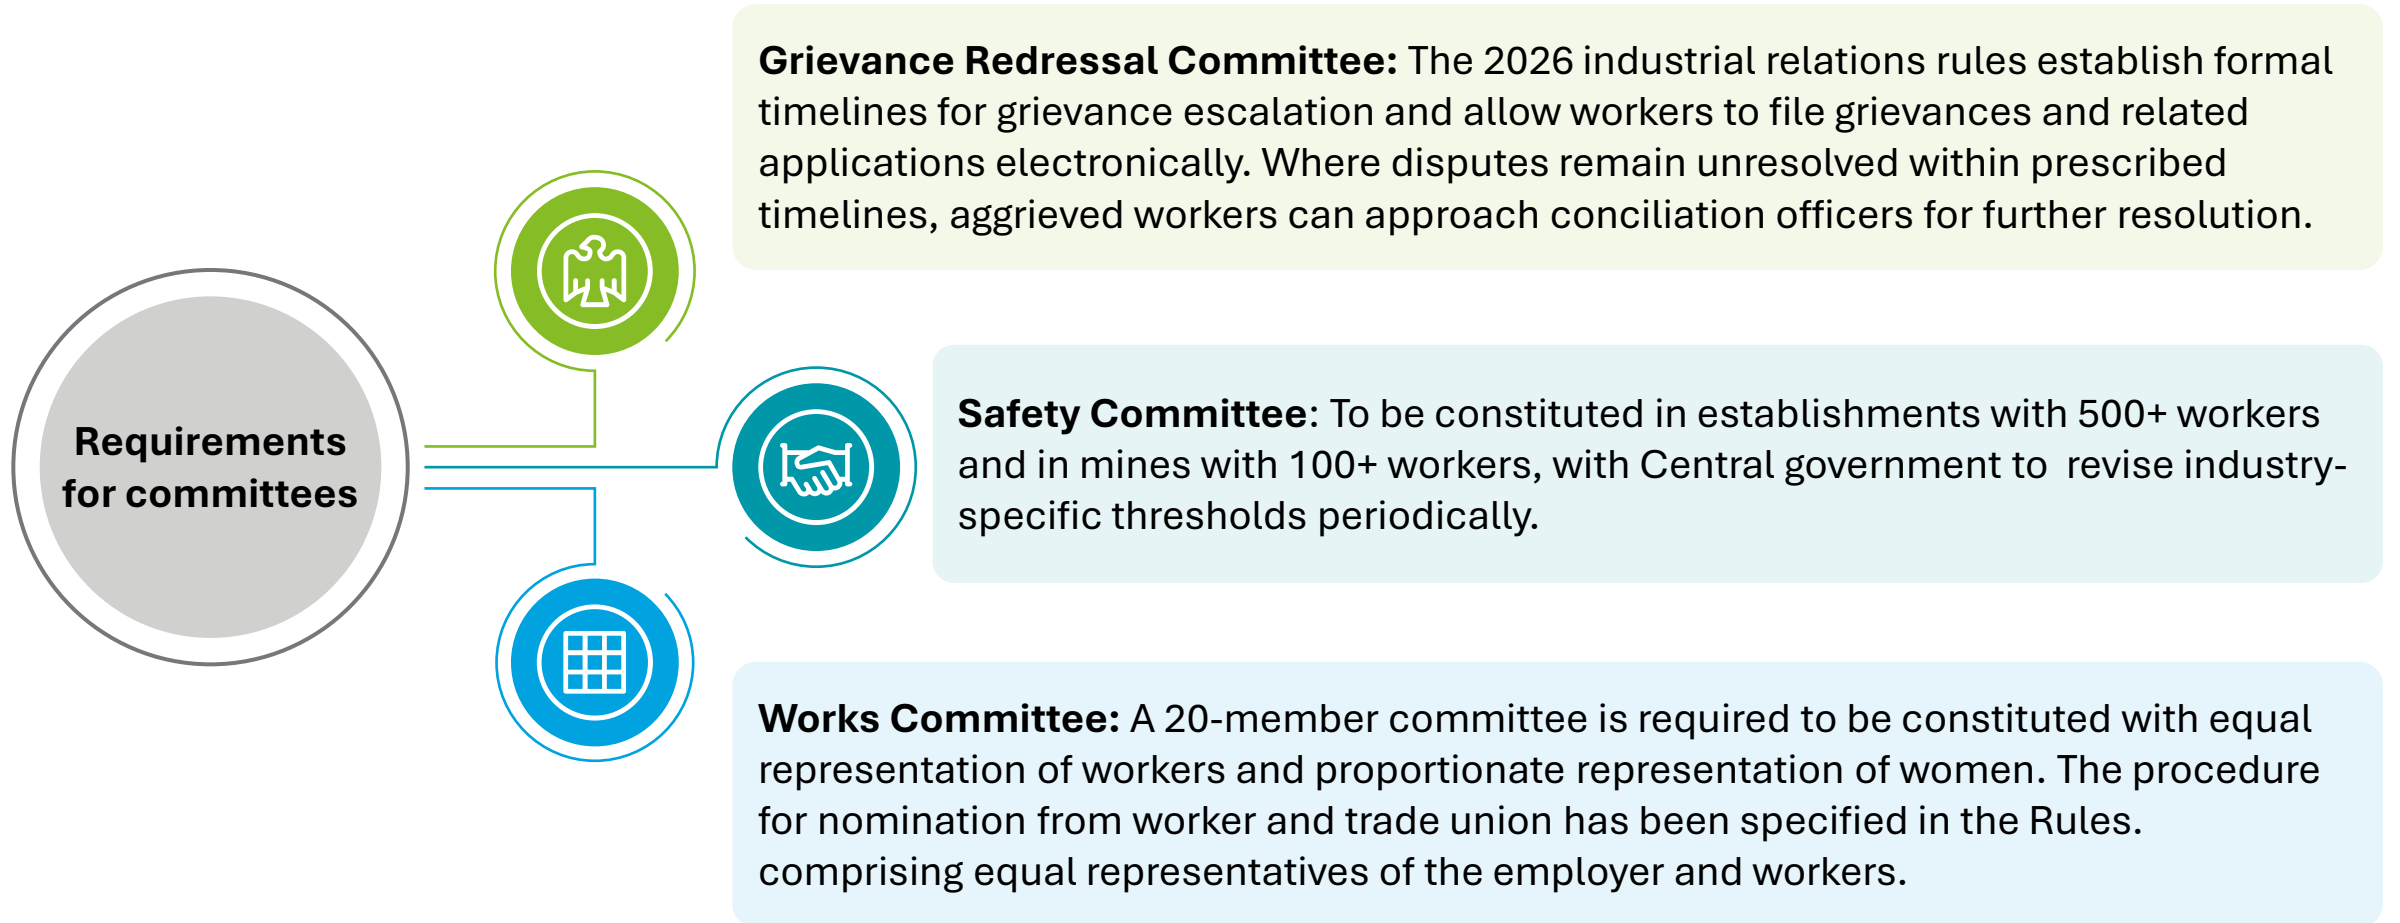 Requirements
for committees
Grievance Redressal Committee: The 2026 industrial relations rules establish formal
timelines for grievance escalation and allow workers to file grievances and related
applications electronically. Where disputes remain unresolved within prescribed
timelines, aggrieved workers can approach conciliation officers for further resolution.
Safety Committee: To be constituted in establishments with 500+ workers
and in mines with 100+ workers, with Central government to  revise industry-
specific thresholds periodically.
Works Committee: A 20-member committee is required to be constituted with equal
representation of workers and proportionate representation of women. The procedure
for nomination from worker and trade union has been specified in the Rules.
comprising equal representatives of the employer and workers.